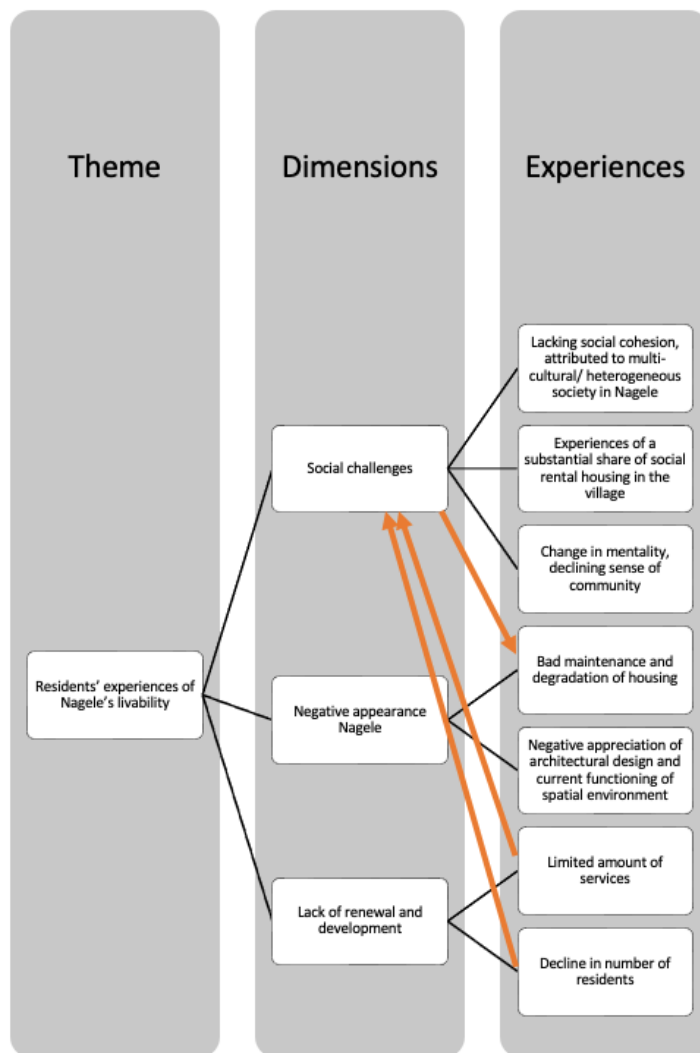 Theme
Dimensions
Experiences
Lacking social cohesion,
attributed to multi-
cultural/ heterogeneous
society in Nagele
Experiences of a
substantial share of social
rental housing in the
village
Social challenges
Change in mentality,
declining sense of
community
Bad maintenance and
degradation of housing
Residents’ experiences of
Nagele’s livability
Negative appearance
Nagele
Negative appreciation of
architectural design and
current functioning of
spatial environment
Limited amount of
services
Lack of renewal and
development
Decline in number of
residents